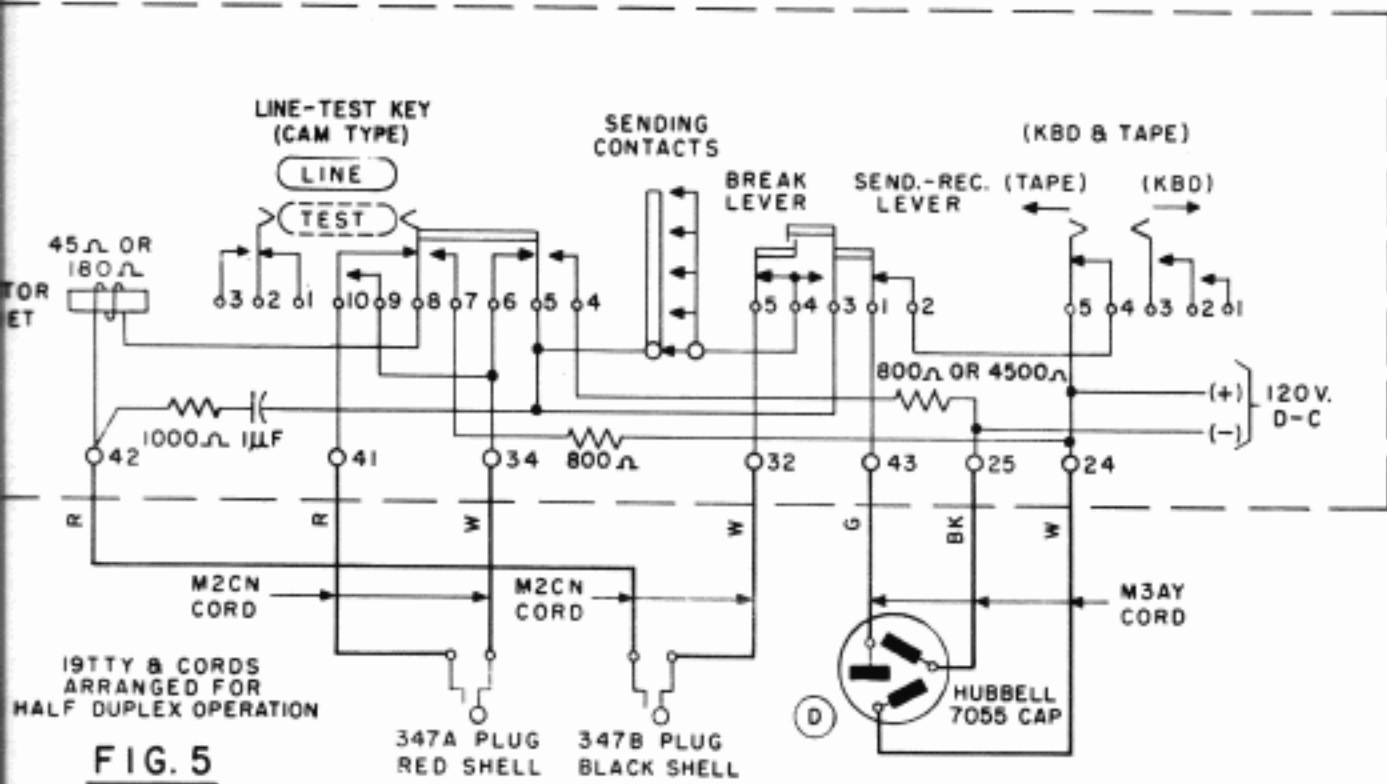 LINE-TEST KEY
(CAM TYPE)
LINE
TEST
SENDING
CONTACTS
BREAK
LEVER
SEND.-REC.
LEVER
(KBD & TAPE)
(TAPE)
(KBD)
45Ω OR
180Ω
TOR
ET
3 2 1 10 9 8 7 6 5 4
5 4 3 1 2
5 4 3 2 1
800Ω OR 4500Ω
(+)
(-)
120 V.
D-C
1000Ω 1μF
800Ω
42 41 34 32 43 25 24
R R W W G BK W
M2CN
CORD
M2CN
CORD
M3AY
CORD
19TTY & CORDS
ARRANGED FOR
HALF DUPLEX OPERATION
FIG. 5
347A PLUG
RED SHELL
347B PLUG
BLACK SHELL
D
HUBBELL
7055 CAP